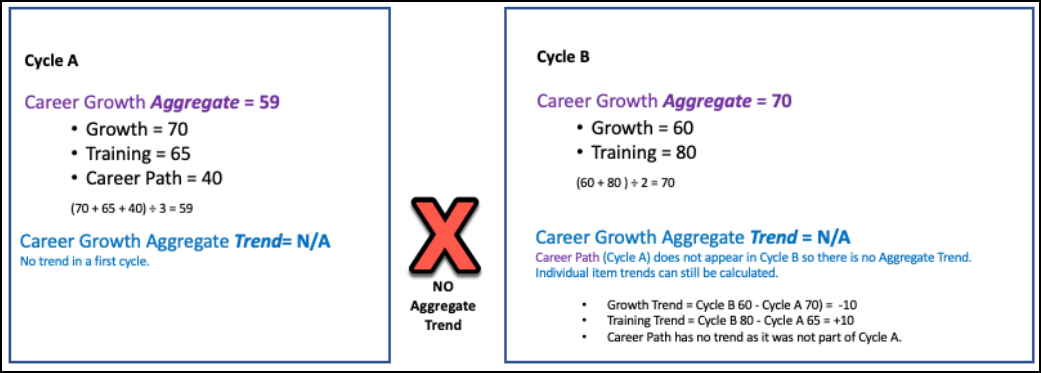 Cycle A
Career Growth Aggregate = 59
• Growth = 70
• Training = 65
• Career Path = 40
(70 + 65 + 40) ÷ 3 = 59
Career Growth Aggregate Trend= N/A
No trend in a first cycle.
NO
Aggregate
Trend
Cycle B
Career Growth Aggregate = 70
• Growth = 60
• Training = 80
(60 + 80 ) ÷ 2 = 70
Career Growth Aggregate Trend = N/A
Career Path (Cycle A) does not appear in Cycle B so there is no Aggregate Trend.
Individual item trends can still be calculated.
• Growth Trend = Cycle B 60 - Cycle A 70) = -10
• Training Trend = Cycle B 80 - Cycle A 65 = +10
• Career Path has no trend as it was not part of Cycle A.